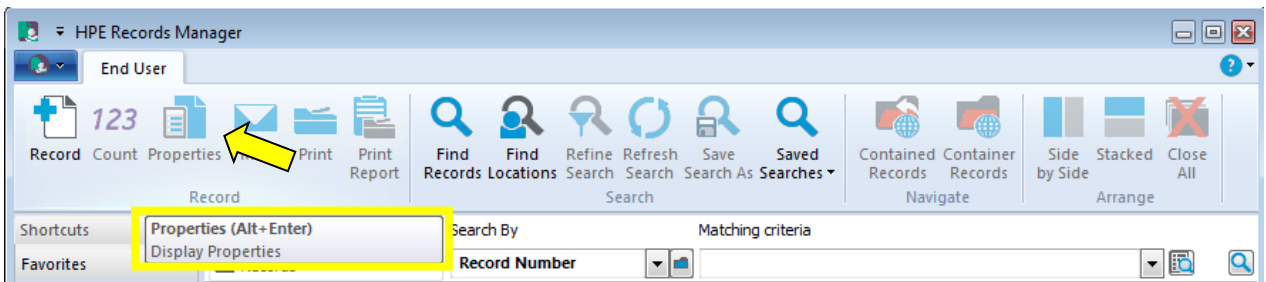 HPE Records Manager
End User
123
Record Count Properties Print Print Report
Find Records Find Locations Refine Search Refresh Search Save Search As Saved Searches
Contained Records Container Records
Side by Side Stacked Close All
Record Search Navigate Arrange
Shortcuts
Properties (Alt+Enter)
Display Properties
Search By Matching criteria
Favorites
Record Number